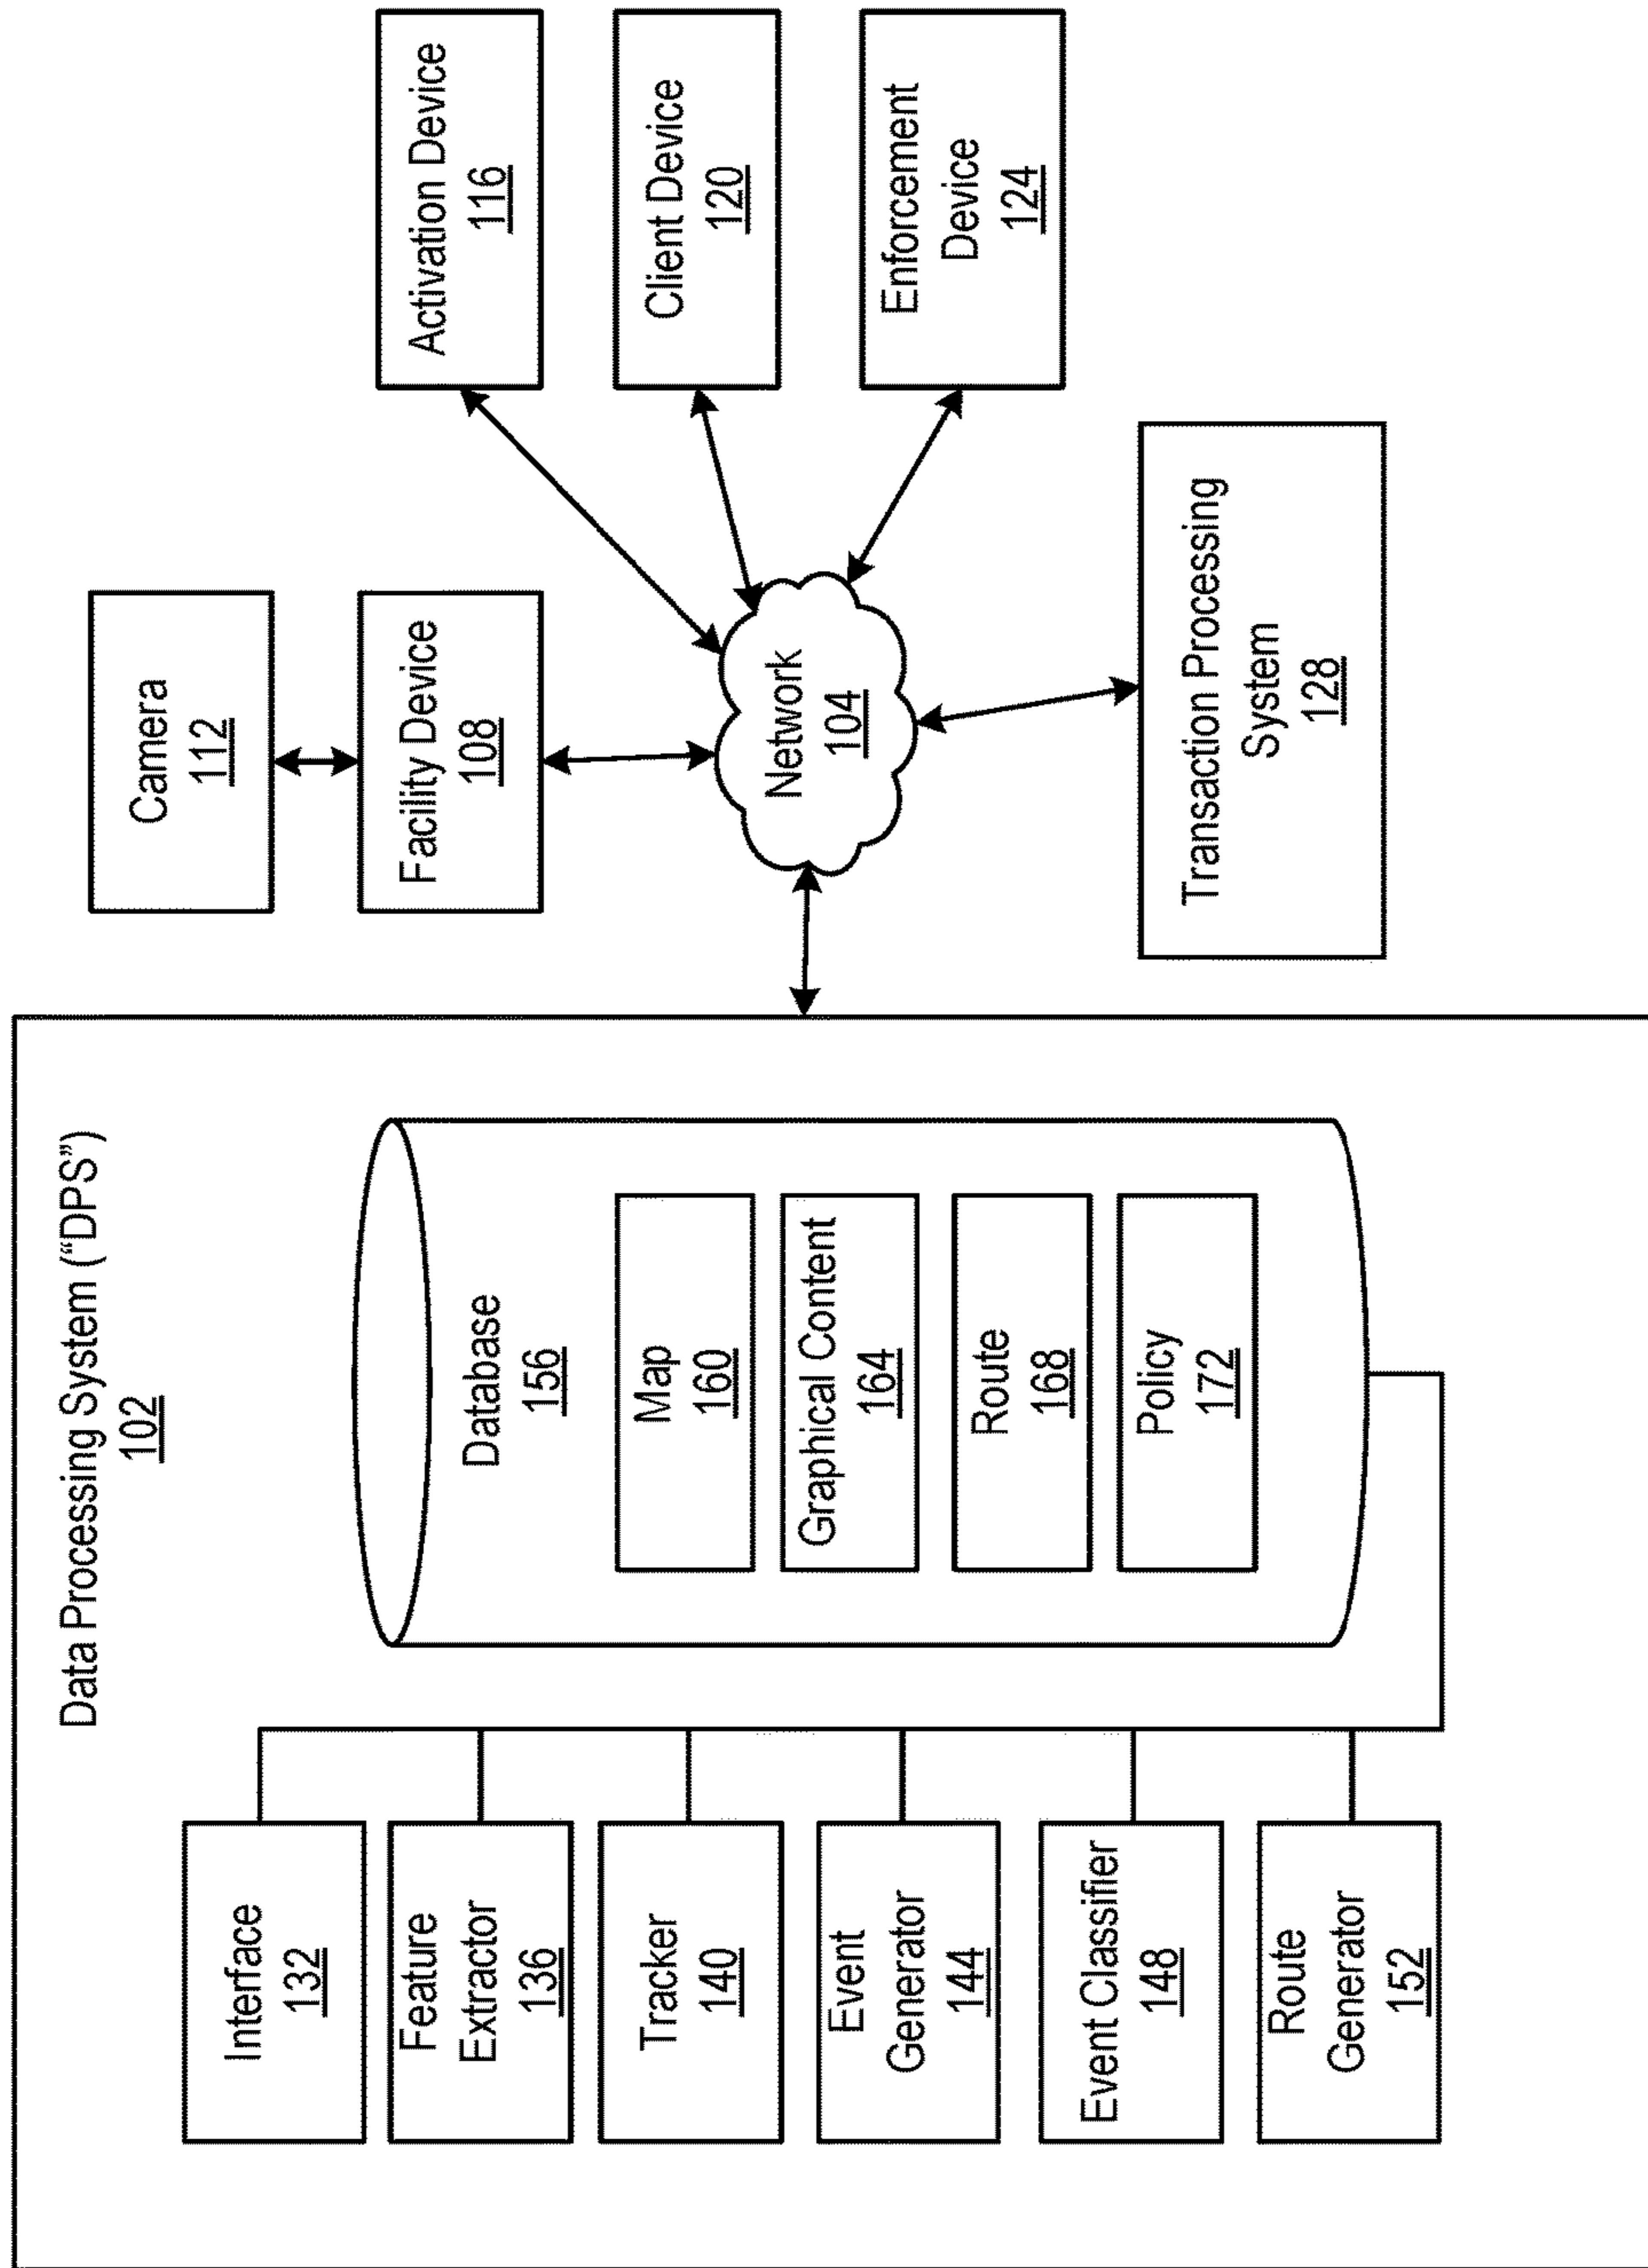 Data Processing System (“DPS”)
102
Interface
132
Feature
Extractor
136
Tracker
140
Event
Generator
144
Event Classifier
148
Route
Generator
152
Database
156
Map
160
Graphical Content
164
Route
168
Policy
172
Camera
112
Facility Device
108
Network
104
Activation Device
116
Client Device
120
Enforcement
Device
124
Transaction Processing
System
128